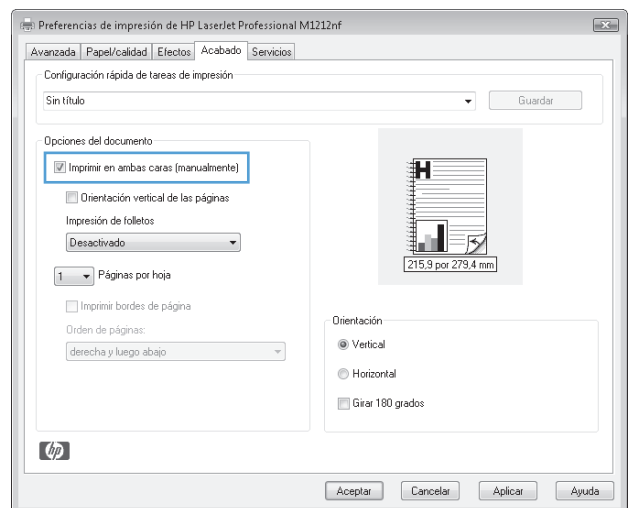 Preferencias de impresión de HP LaserJet Professional M1212nf
Avanzada Papel/calidad Efectos Acabado Servicios
Configuración rápida de tareas de impresión
Sin título
Guardar
Opciones del documento
Imprimir en ambas caras (manualmente)
Orientación vertical de las páginas
Impresión de folletos
Desactivado
1 Páginas por hoja
Imprimir bordes de página
Orden de páginas:
derecha y luego abajo
H
215,9 por 279,4 mm
Orientación
Vertical
Horizontal
Girar 180 grados
hp
Aceptar Cancelar Aplicar Ayuda